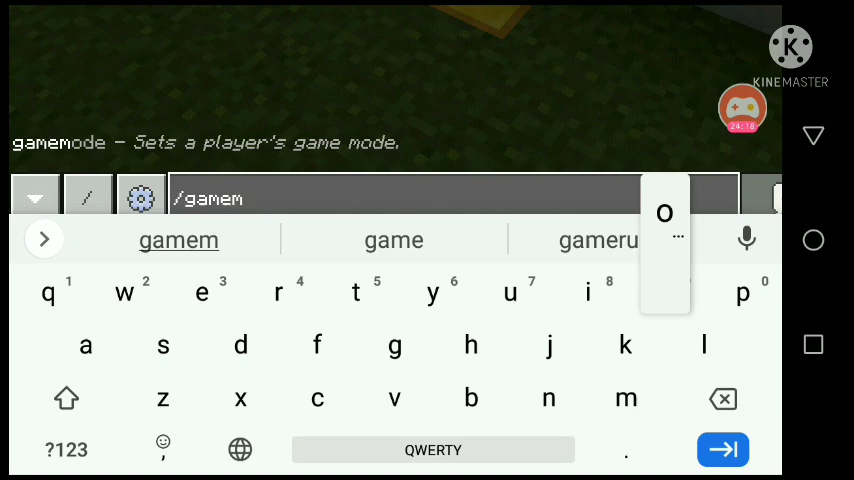 K
KINEMASTER
24:18
gamemode – Sets a player's game mode.
/ /gamem
o
...
gamem game gameru
q 1 w 2 e 3 r 4 t 5 y 6 u 7 i 8 p 0
a s d f g h j k l
z x c v b n m
?123 , QWERTY .